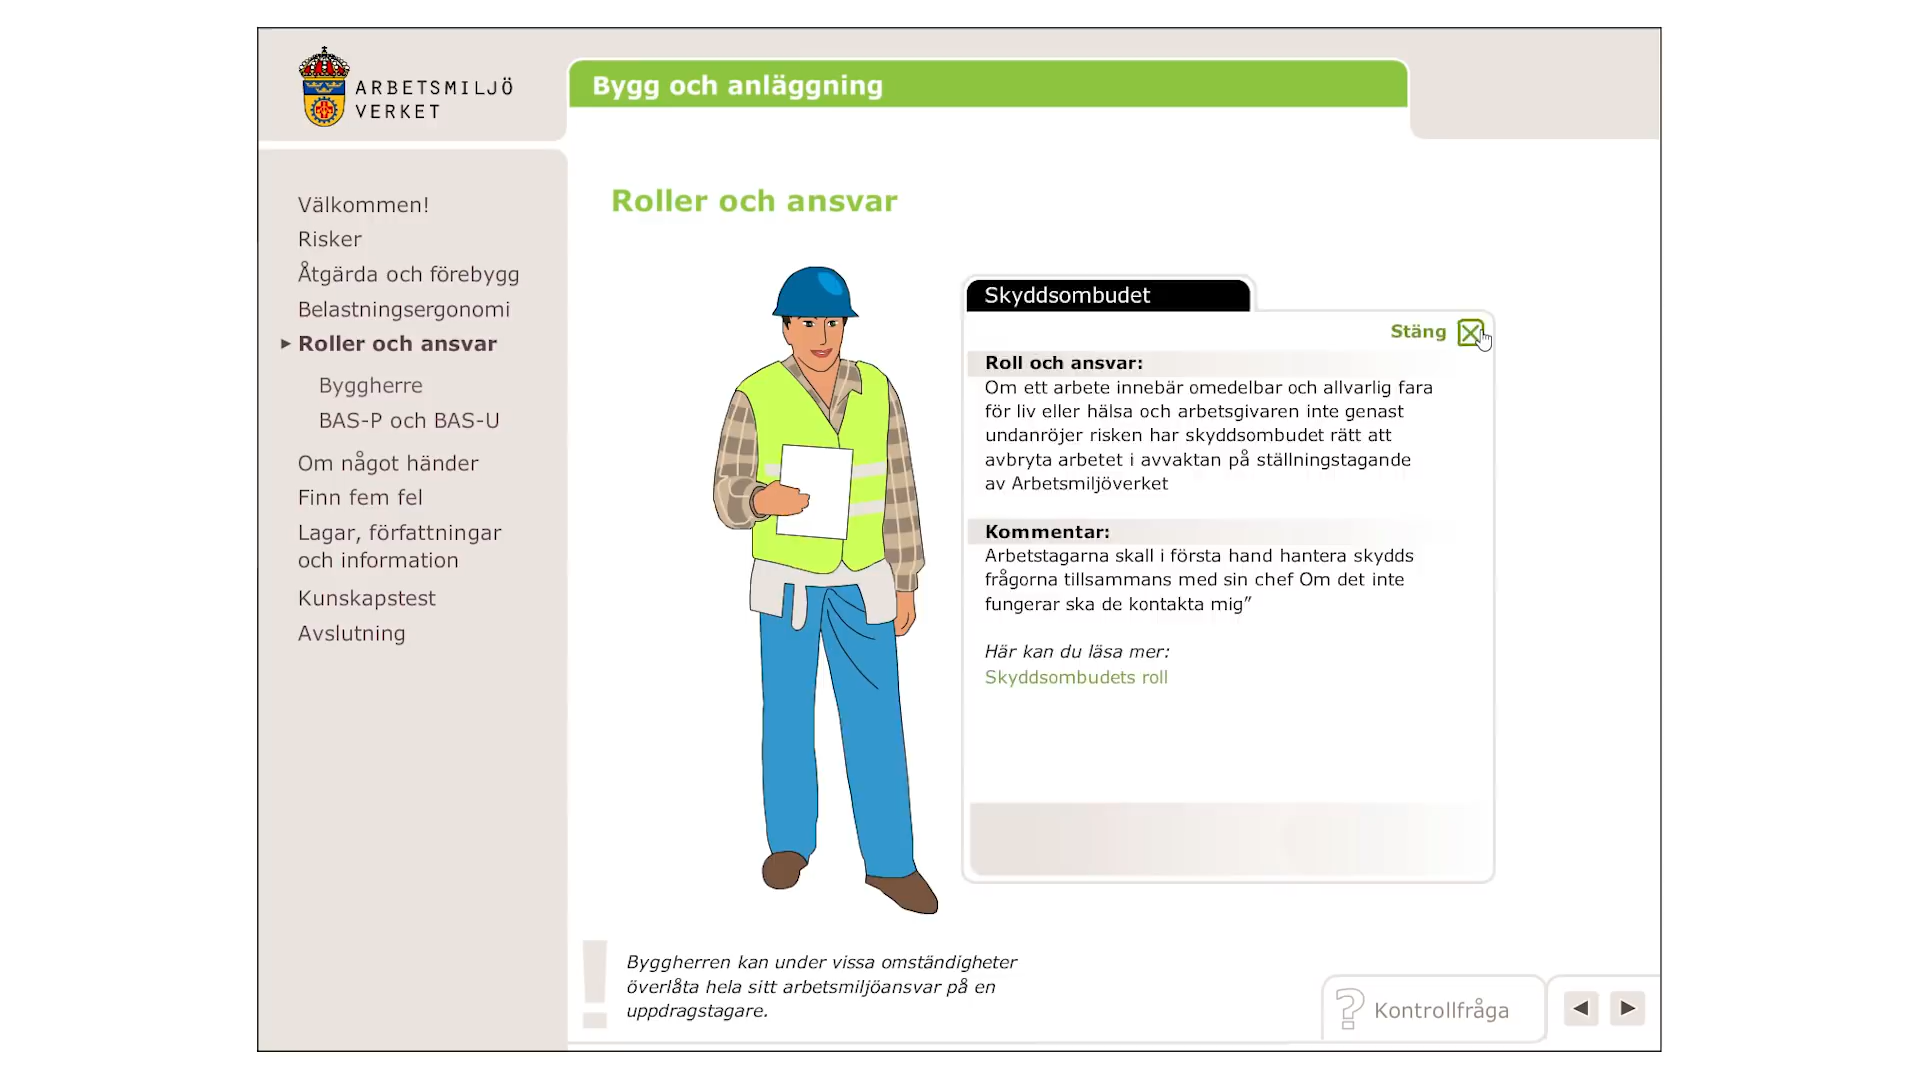 ARBETSMILJÖ
VERKET
Bygg och anläggning
Välkommen!
Risker
Åtgärda och förebygg
Belastningsergonomi
Roller och ansvar
Byggherre
BAS-P och BAS-U
Om något händer
Finn fem fel
Lagar, författningar
och information
Kunskapstest
Avslutning
Roller och ansvar
Skyddsombudet
Stäng
Roll och ansvar:
Om ett arbete innebär omedelbar och allvarlig fara
för liv eller hälsa och arbetsgivaren inte genast
undanröjer risken har skyddsombudet rätt att
avbryta arbetet i avvaktan på ställningstagande
av Arbetsmiljöverket
Kommentar:
Arbetstagarna skall i första hand hantera skydds
frågorna tillsammans med sin chef Om det inte
fungerar ska de kontakta mig”
Här kan du läsa mer:
Skyddsombudets roll
Byggherren kan under vissa omständigheter
överlåta hela sitt arbetsmiljöansvar på en
uppdragstagare.
? Kontrollfråga